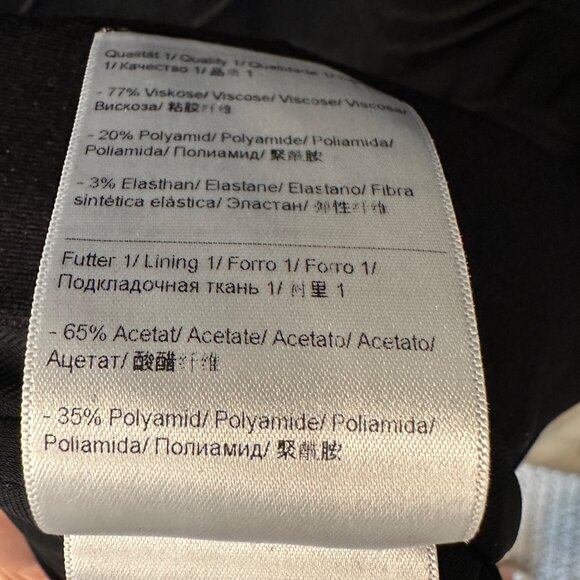 Qualität 1/ Quality 1/ Qualidade 1/
1/ Качество 1/ 品质 1
- 77% Viskose/ Viscose/ Viscose/ Viscosa/
Вискоза/ 粘胶纤维
- 20% Polyamid/ Polyamide/ Poliamida/
Poliamida/ Полиамид/ 聚酰胺
- 3% Elasthan/ Elastane/ Elastano/ Fibra
sintética elástica/ Эластан/ 弹性纤维
Futter 1/ Lining 1/ Forro 1/ Forro 1/
Подкладочная ткань 1/ 衬里 1
- 65% Acetat/ Acetate/ Acetato/ Acetato/
Ацетат/ 酸醋纤维
- 35% Polyamid/ Polyamide/ Poliamida/
Poliamida/ Полиамид/ 聚酰胺